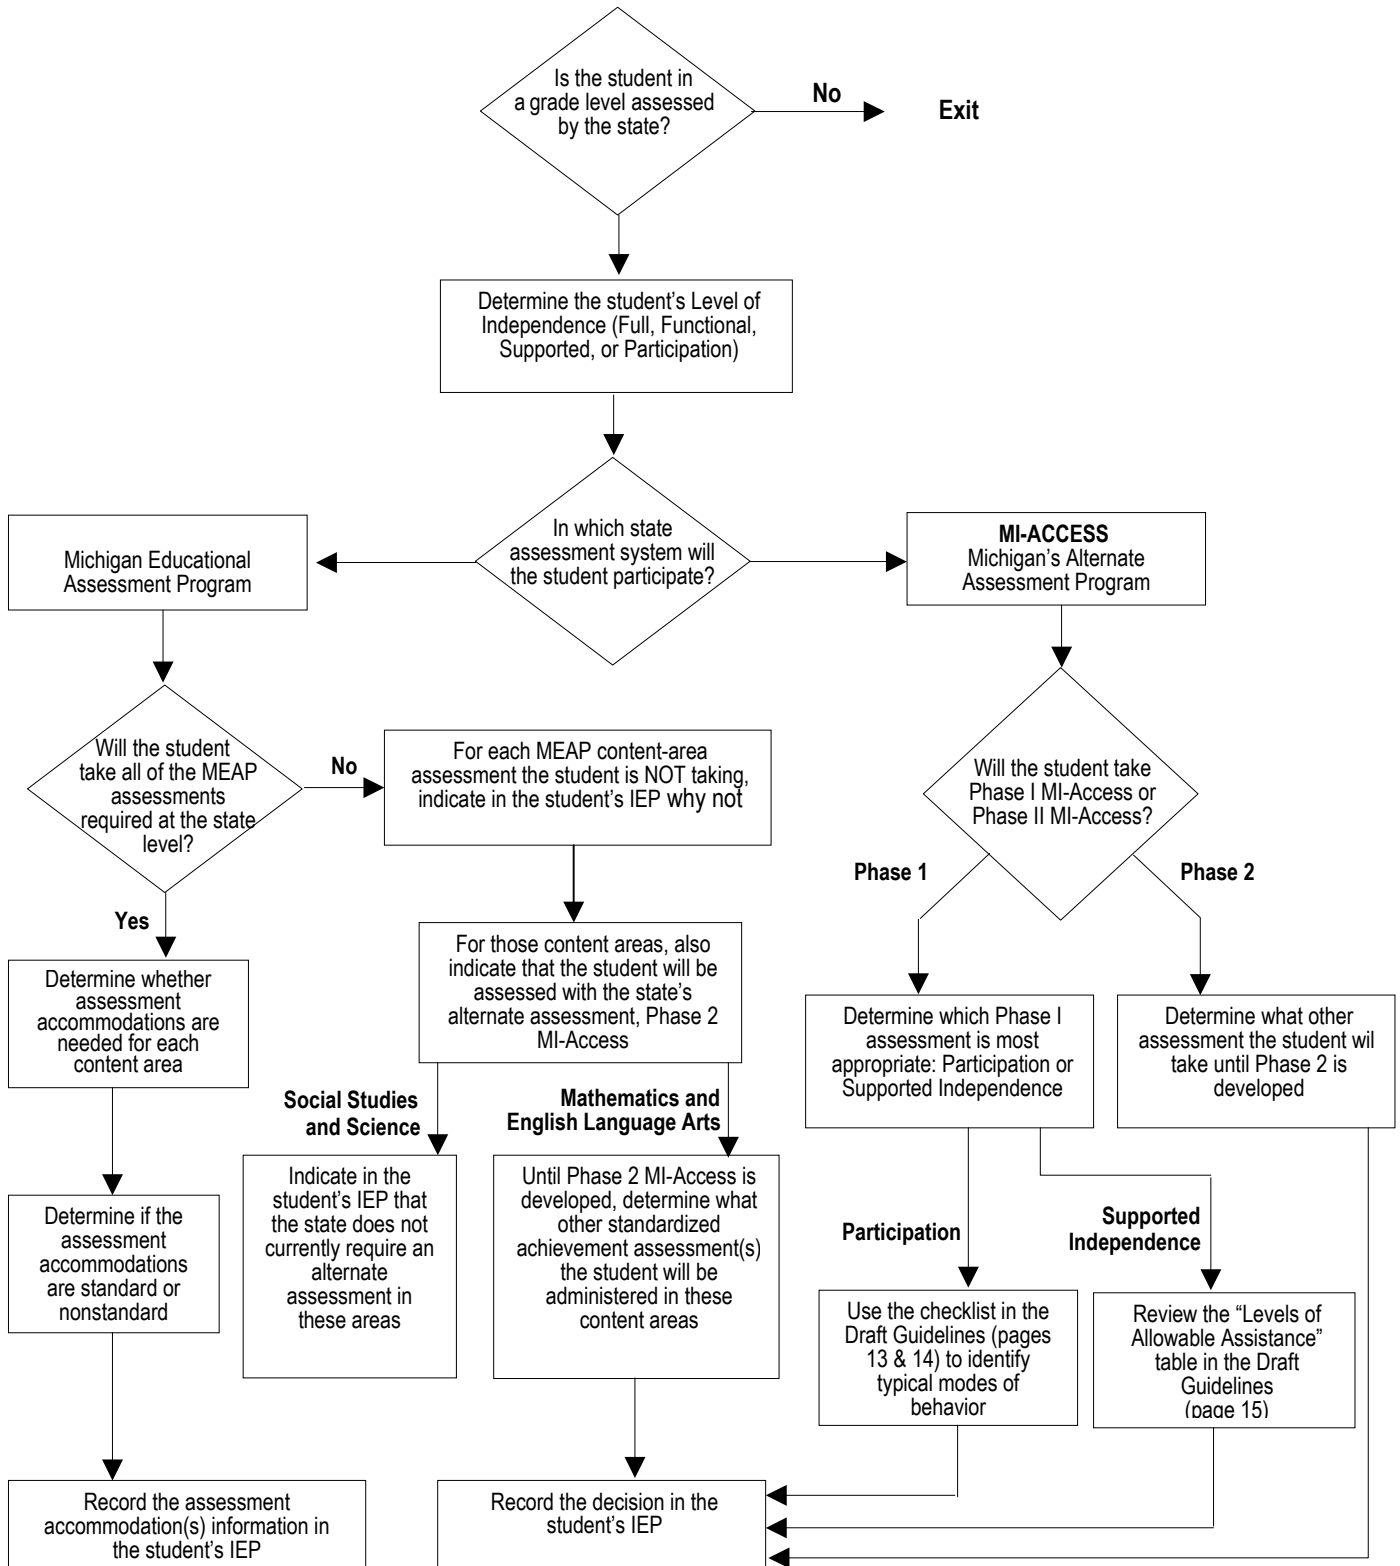 Is the student in
a grade level assessed
by the state?
No
Exit
Determine the student's Level of
Independence (Full, Functional,
Supported, or Participation)
In which state
assessment system will
the student participate?
Michigan Educational
Assessment Program
MI-ACCESS
Michigan's Alternate
Assessment Program
Will the student
take all of the MEAP
assessments
required at the state
level?
No
For each MEAP content-area
assessment the student is NOT taking,
indicate in the student's IEP why not
Will the student take
Phase I MI-Access or
Phase II MI-Access?
Phase 1
Phase 2
Yes
Determine whether
assessment
accommodations are
needed for each
content area
For those content areas, also
indicate that the student will be
assessed with the state's
alternate assessment, Phase 2
MI-Access
Determine which Phase I
assessment is most
appropriate: Participation or
Supported Independence
Determine what other
assessment the student wil
take until Phase 2 is
developed
Social Studies
and Science
Mathematics and
English Language Arts
Determine if the
assessment
accommodations
are standard or
nonstandard
Indicate in the
student's IEP that
the state does not
currently require an
alternate
assessment in
these areas
Until Phase 2 MI-Access is
developed, determine what
other standardized
achievement assessment(s)
the student will be
administered in these
content areas
Participation
Supported
Independence
Use the checklist in the
Draft Guidelines (pages
13 & 14) to identify
typical modes of
behavior
Review the “Levels of
Allowable Assistance”
table in the Draft
Guidelines
(page 15)
Record the assessment
accommodation(s) information in
the student's IEP
Record the decision in the
student's IEP